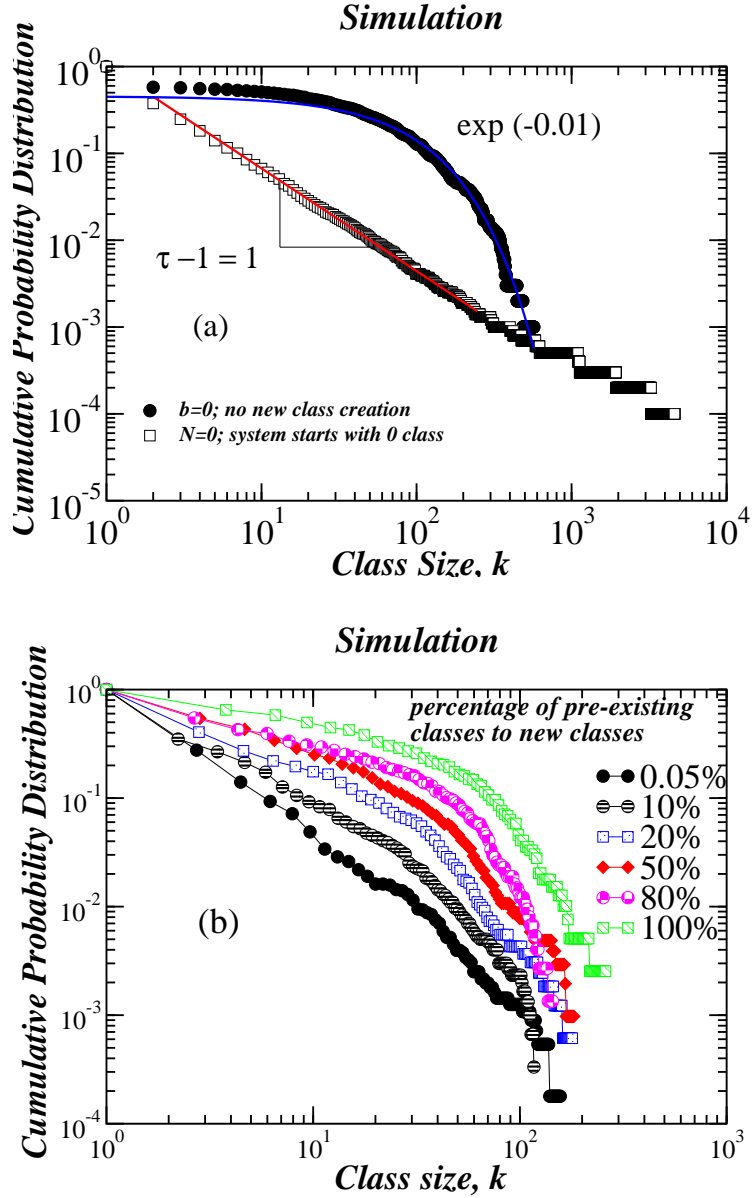 Simulation
Cumulative Probability Distribution
10^0
10^-1
10^-2
10^-3
10^-4
10^-5
exp (-0.01)
τ −1 = 1
(a)
b=0; no new class creation
N=0; system starts with 0 class
10^0 10^1 10^2 10^3 10^4
Class Size, k
Simulation
Cumulative Probability Distribution
10^0
10^-1
10^-2
10^-3
10^-4
percentage of pre-existing
classes to new classes
0.05%
10%
20%
50%
80%
100%
(b)
10^0 10^1 10^2 10^3
Class size, k